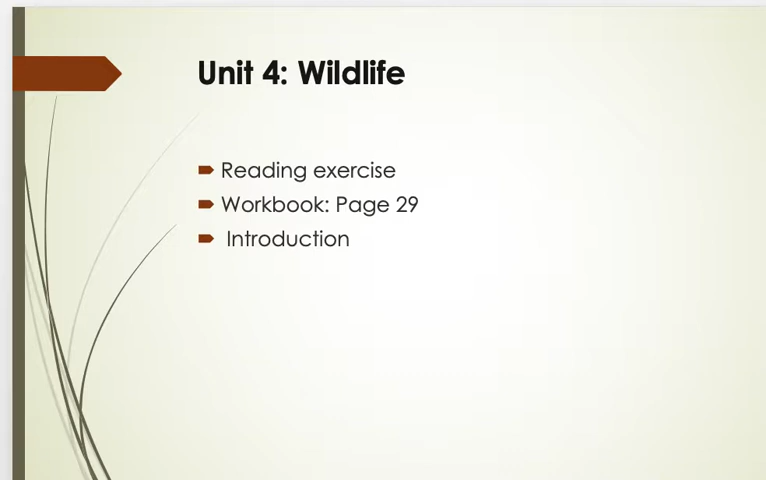 Unit 4: Wildlife
Reading exercise
Workbook: Page 29
Introduction